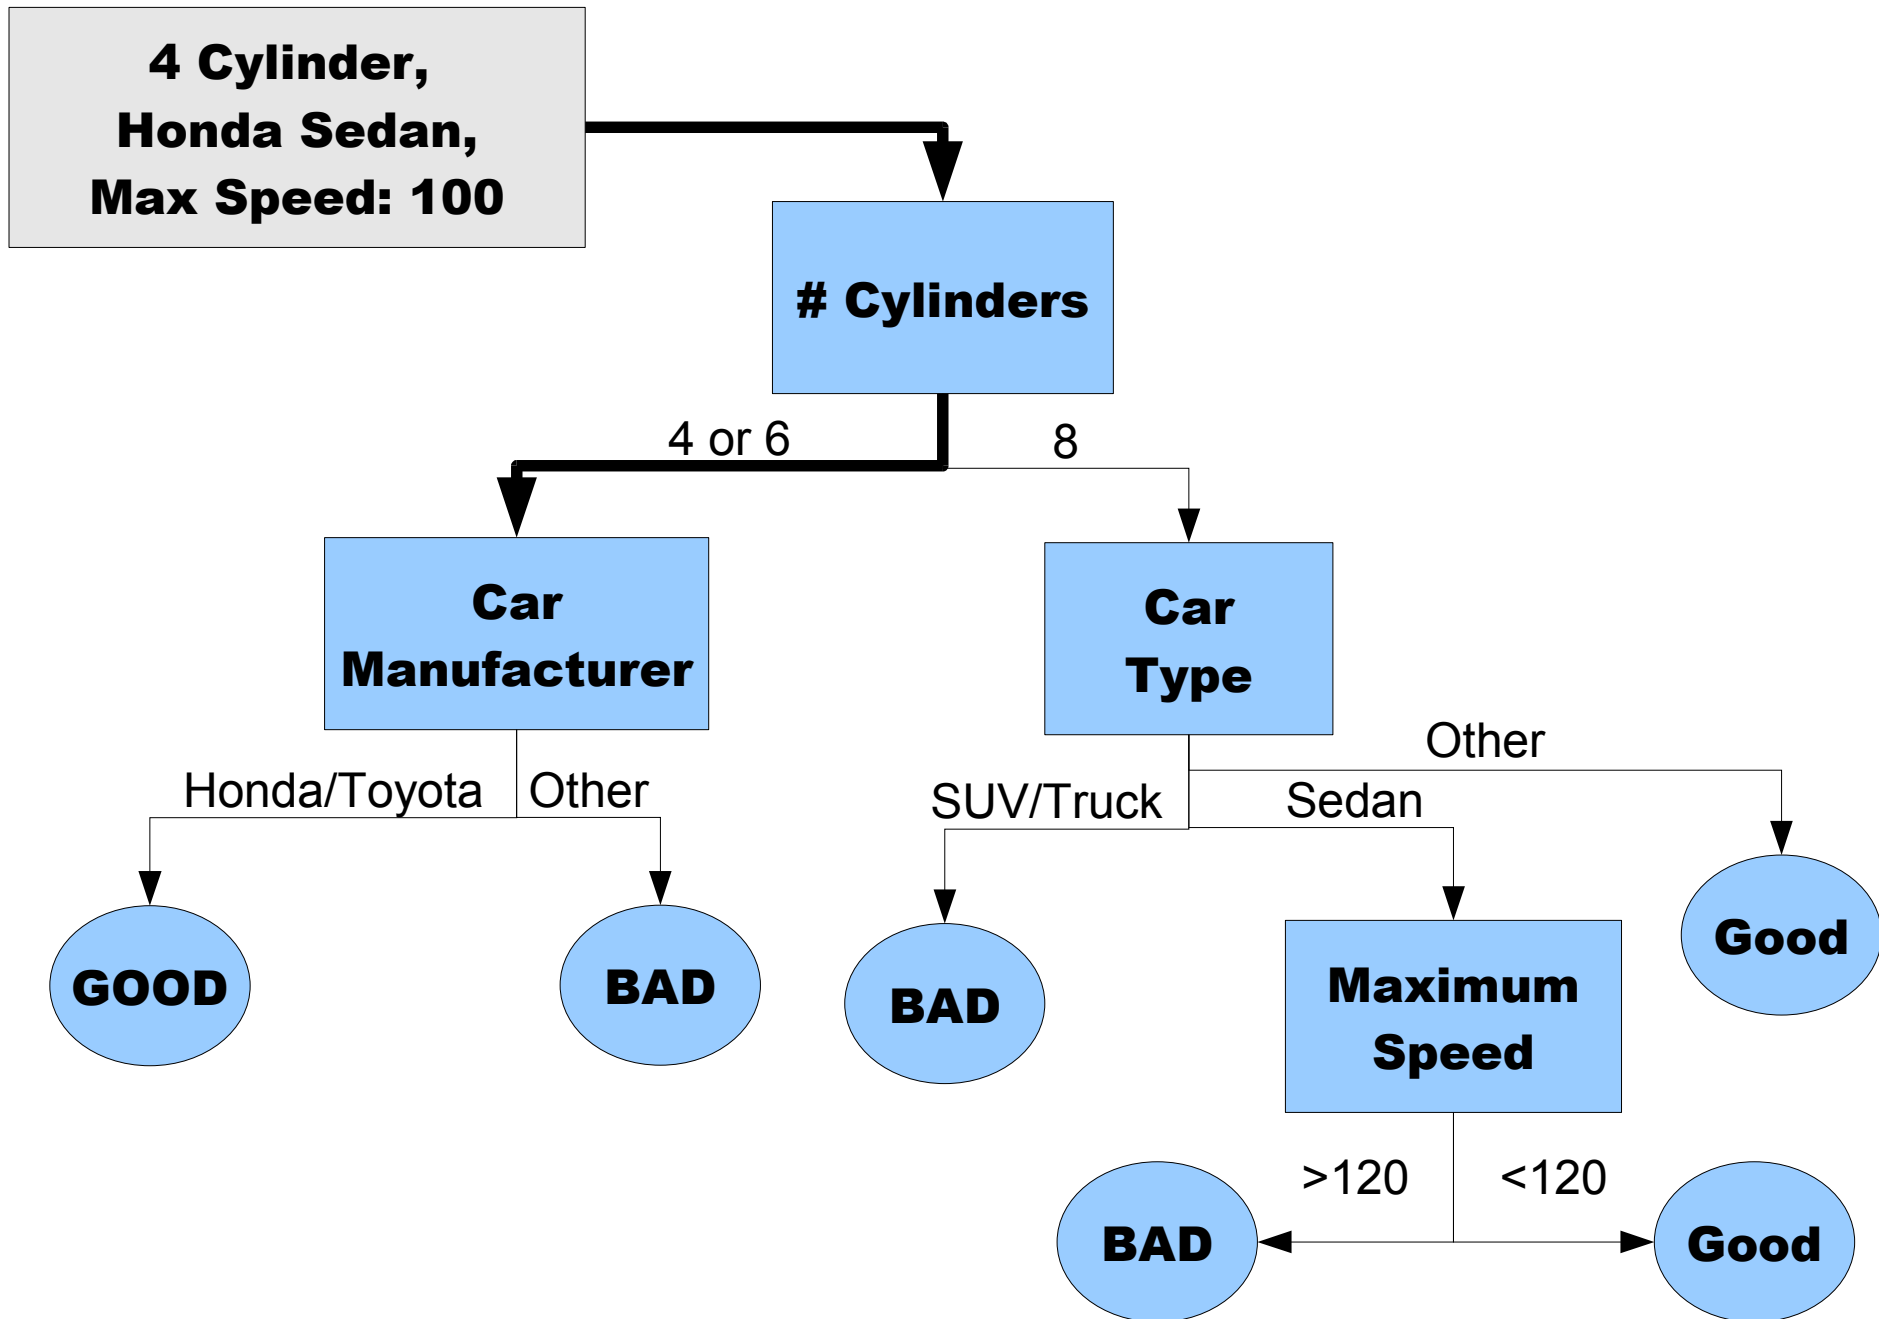 4 Cylinder,
Honda Sedan,
Max Speed: 100
# Cylinders
4 or 6
8
Car
Manufacturer
Car
Type
Honda/Toyota
Other
SUV/Truck
Sedan
Other
GOOD
BAD
BAD
Maximum
Speed
Good
>120
<120
BAD
Good